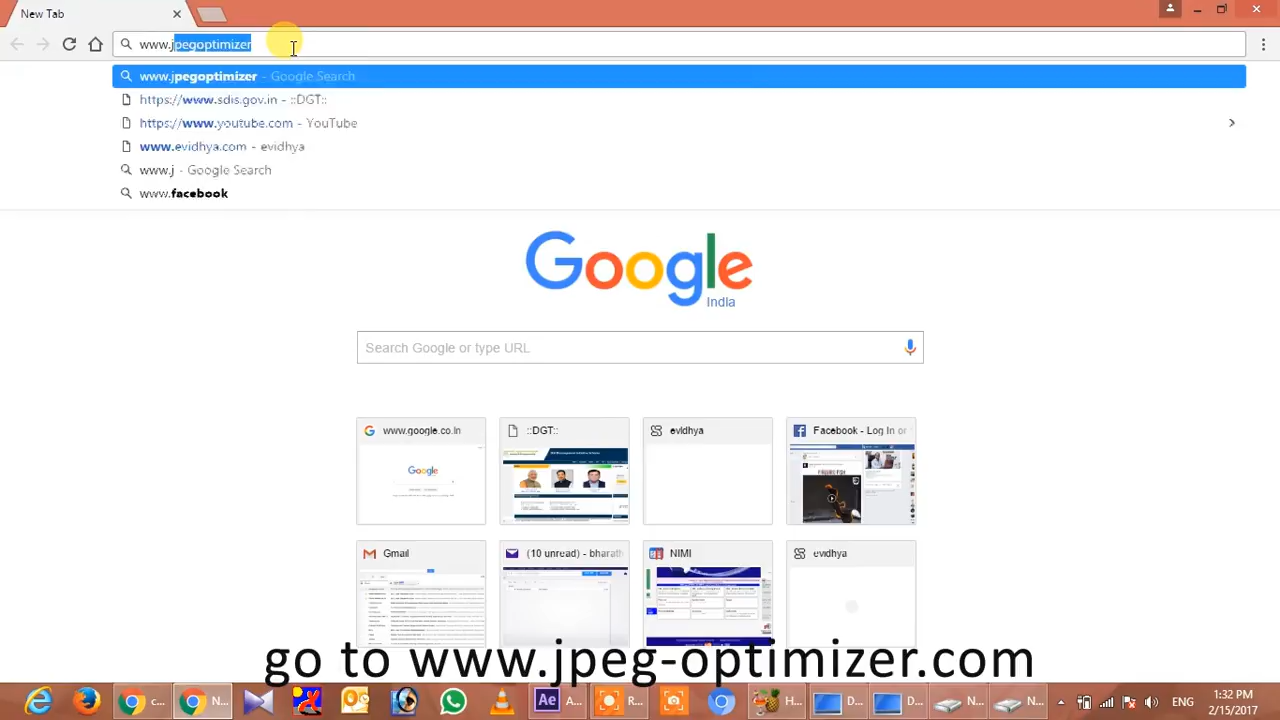 New Tab
www.jpegoptimizer
www.jpegoptimizer - Google Search
https://www.sdis.gov.in - ::DGT::
https://www.youtube.com - YouTube
www.evidhya.com - evidhya
www.j - Google Search
www.facebook
Google
India
Search Google or type URL
www.google.co.in
::DGT::
evidhya
Facebook - Log In or
Google
Gmail
(10 unread) - bharath
NIMI
evidhya
go to www.jpeg-optimizer.com
c...
N...
Ae
A...
R...
H...
D...
D...
N...
N...
ENG
1:32 PM
2/15/2017